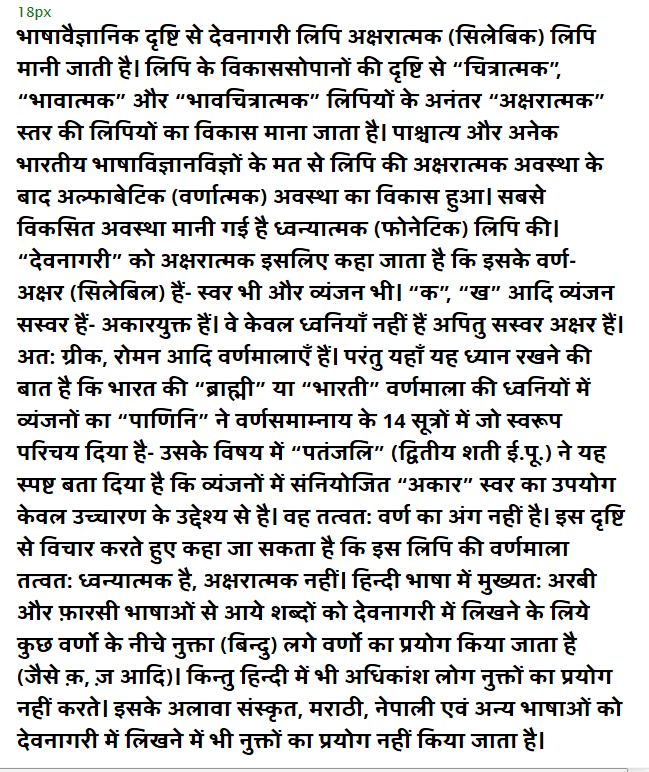 18px
भाषावैज्ञानिक दृष्टि से देवनागरी लिपि अक्षरात्मक (सिलेबिक) लिपि
मानी जाती है। लिपि के विकाससोपानों की दृष्टि से “चित्रात्मक”,
“भावात्मक” और “भावचित्रात्मक” लिपियों के अनंतर “अक्षरात्मक”
स्तर की लिपियों का विकास माना जाता है। पाश्चात्य और अनेक
भारतीय भाषाविज्ञानविज्ञों के मत से लिपि की अक्षरात्मक अवस्था के
बाद अल्फाबेटिक (वर्णात्मक) अवस्था का विकास हुआ। सबसे
विकसित अवस्था मानी गई है ध्वन्यात्मक (फोनेटिक) लिपि की।
“देवनागरी” को अक्षरात्मक इसलिए कहा जाता है कि इसके वर्ण-
अक्षर (सिलेबिल) हैं- स्वर भी और व्यंजन भी। “क”, “ख” आदि व्यंजन
सस्वर हैं- अकारयुक्त हैं। वे केवल ध्वनियाँ नहीं हैं अपितु सस्वर अक्षर हैं।
अत: ग्रीक, रोमन आदि वर्णमालाएँ हैं। परंतु यहाँ यह ध्यान रखने की
बात है कि भारत की “ब्राह्मी” या “भारती” वर्णमाला की ध्वनियों में
व्यंजनों का “पाणिनि” ने वर्णसमाम्नाय के 14 सूत्रों में जो स्वरूप
परिचय दिया है- उसके विषय में “पतंजलि” (द्वितीय शती ई.पू.) ने यह
स्पष्ट बता दिया है कि व्यंजनों में संनियोजित “अकार” स्वर का उपयोग
केवल उच्चारण के उद्देश्य से है। वह तत्वत: वर्ण का अंग नहीं है। इस दृष्टि
से विचार करते हुए कहा जा सकता है कि इस लिपि की वर्णमाला
तत्वत: ध्वन्यात्मक है, अक्षरात्मक नहीं। हिन्दी भाषा में मुख्यत: अरबी
और फ़ारसी भाषाओं से आये शब्दों को देवनागरी में लिखने के लिये
कुछ वर्णो के नीचे नुक्ता (बिन्दु) लगे वर्णो का प्रयोग किया जाता है
(जैसे क़, ज़ आदि)। किन्तु हिन्दी में भी अधिकांश लोग नुक्तों का प्रयोग
नहीं करते। इसके अलावा संस्कृत, मराठी, नेपाली एवं अन्य भाषाओं को
देवनागरी में लिखने में भी नुक्तों का प्रयोग नहीं किया जाता है।